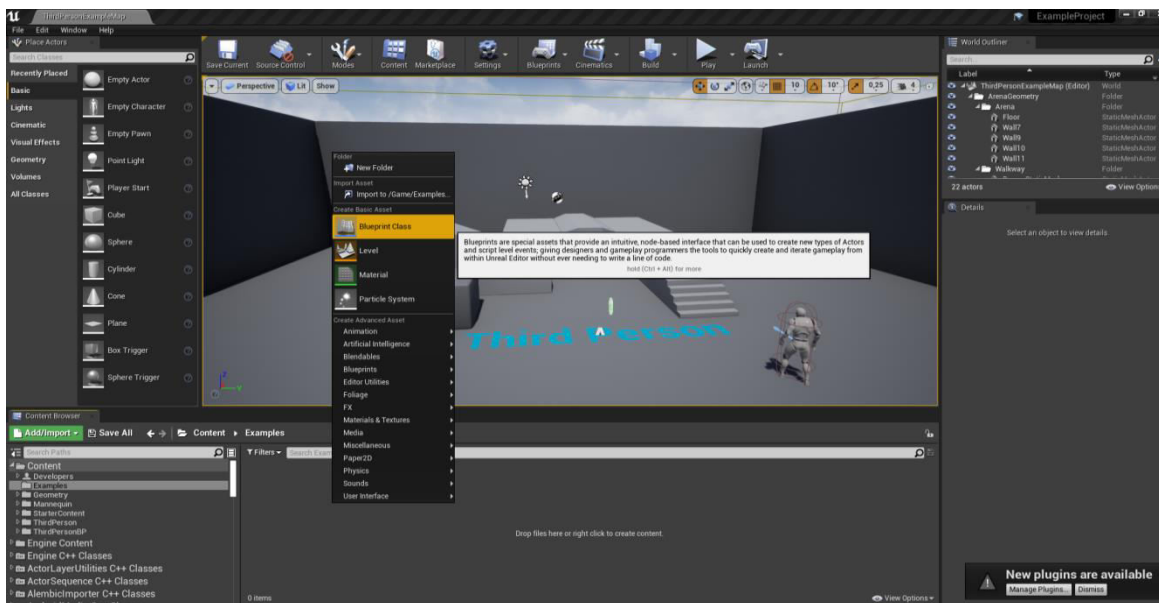 ThirdPersonExampleMap
ExampleProject
File Edit Window Help
Place Actors
Search Classes
Recently Placed
Basic
Lights
Cinematic
Visual Effects
Geometry
Volumes
All Classes
Empty Actor
Empty Character
Empty Pawn
Point Light
Player Start
Cube
Sphere
Cylinder
Cone
Plane
Box Trigger
Sphere Trigger
Save Current Source Control Modes Content Marketplace Settings Blueprints Cinematics Build Play Launch
Perspective Lit Show
10 10° 0,25 4
Folder
New Folder
Import Asset
Import to /Game/Examples...
Create Basic Asset
Blueprint Class
Level
Material
Particle System
Create Advanced Asset
Animation
Artificial Intelligence
Blendables
Blueprints
Editor Utilities
Foliage
FX
Materials & Textures
Media
Miscellaneous
Paper2D
Physics
Sounds
User Interface
Blueprints are special assets that provide an intuitive, node-based interface that can be used to create new types of Actors
and script level events; giving designers and gameplay programmers the tools to quickly create and iterate gameplay from
within Unreal Editor without ever needing to write a line of code.
hold (Ctrl + Alt) for more
Third Person
Z
Y
World Outliner
Search...
Label Type
ThirdPersonExampleMap (Editor) World
ArenaGeometry Folder
Arena Folder
Floor StaticMeshActor
Wall7 StaticMeshActor
Wall9 StaticMeshActor
Wall10 StaticMeshActor
Wall11 StaticMeshActor
Walkway Folder
22 actors View Option
Details
Select an object to view details.
Content Browser
Add/Import Save All Content Examples
Search Paths
Filters Search Exam
Content
Developers
Examples
Geometry
Mannequin
StarterContent
ThirdPerson
ThirdPersonBP
Engine Content
Engine C++ Classes
ActorLayerUtilities C++ Classes
ActorSequence C++ Classes
AlembicImporter C++ Classes
Drop files here or right click to create content.
0 items View Options
New plugins are available
Manage Plugins... Dismiss